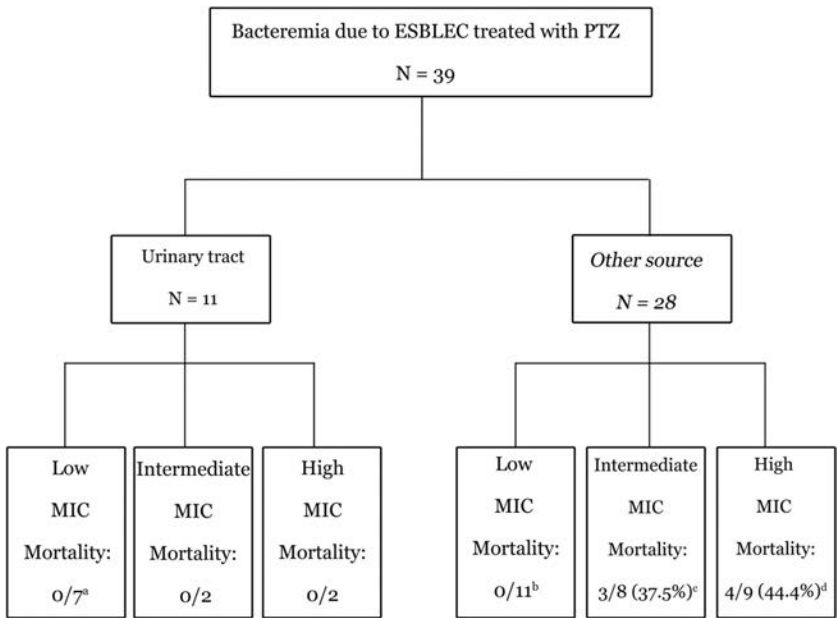 Bacteremia due to ESBLEC treated with PTZ
N = 39
Urinary tract
N = 11
Other source
N = 28
Low
MIC
Mortality:
0/7ᵃ
Intermediate
MIC
Mortality:
0/2
High
MIC
Mortality:
0/2
Low
MIC
Mortality:
0/11ᵇ
Intermediate
MIC
Mortality:
3/8 (37.5%)ᶜ
High
MIC
Mortality:
4/9 (44.4%)ᵈ